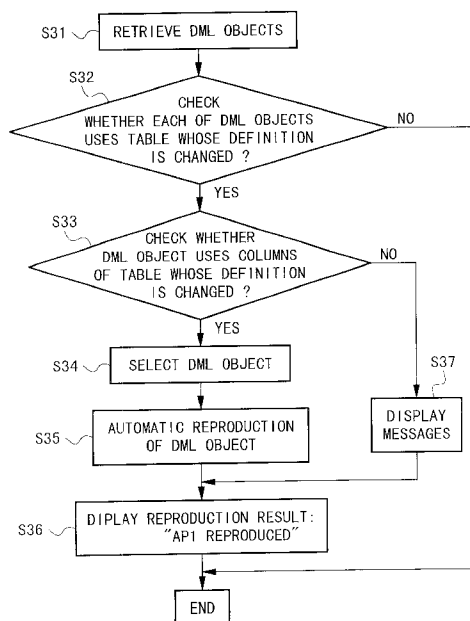 S31
RETRIEVE DML OBJECTS
S32
CHECK
WHETHER EACH OF DML OBJECTS
USES TABLE WHOSE DEFINITION
IS CHANGED ?
NO
YES
S33
CHECK WHETHER
DML OBJECT USES COLUMNS
OF TABLE WHOSE DEFINITION
IS CHANGED ?
NO
YES
S34
SELECT DML OBJECT
S37
DISPLAY
MESSAGES
S35
AUTOMATIC REPRODUCTION
OF DML OBJECT
S36
DIPLAY REPRODUCTION RESULT:
"AP1 REPRODUCED"
END